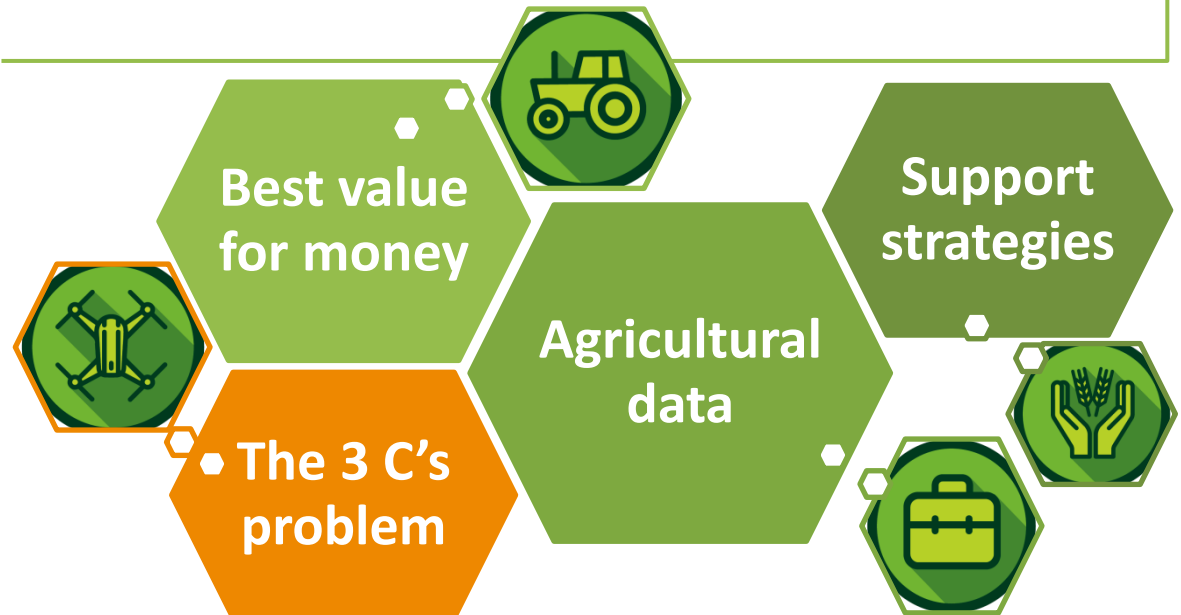 Best value
for money
Support
strategies
Agricultural
data
The 3 C’s
problem